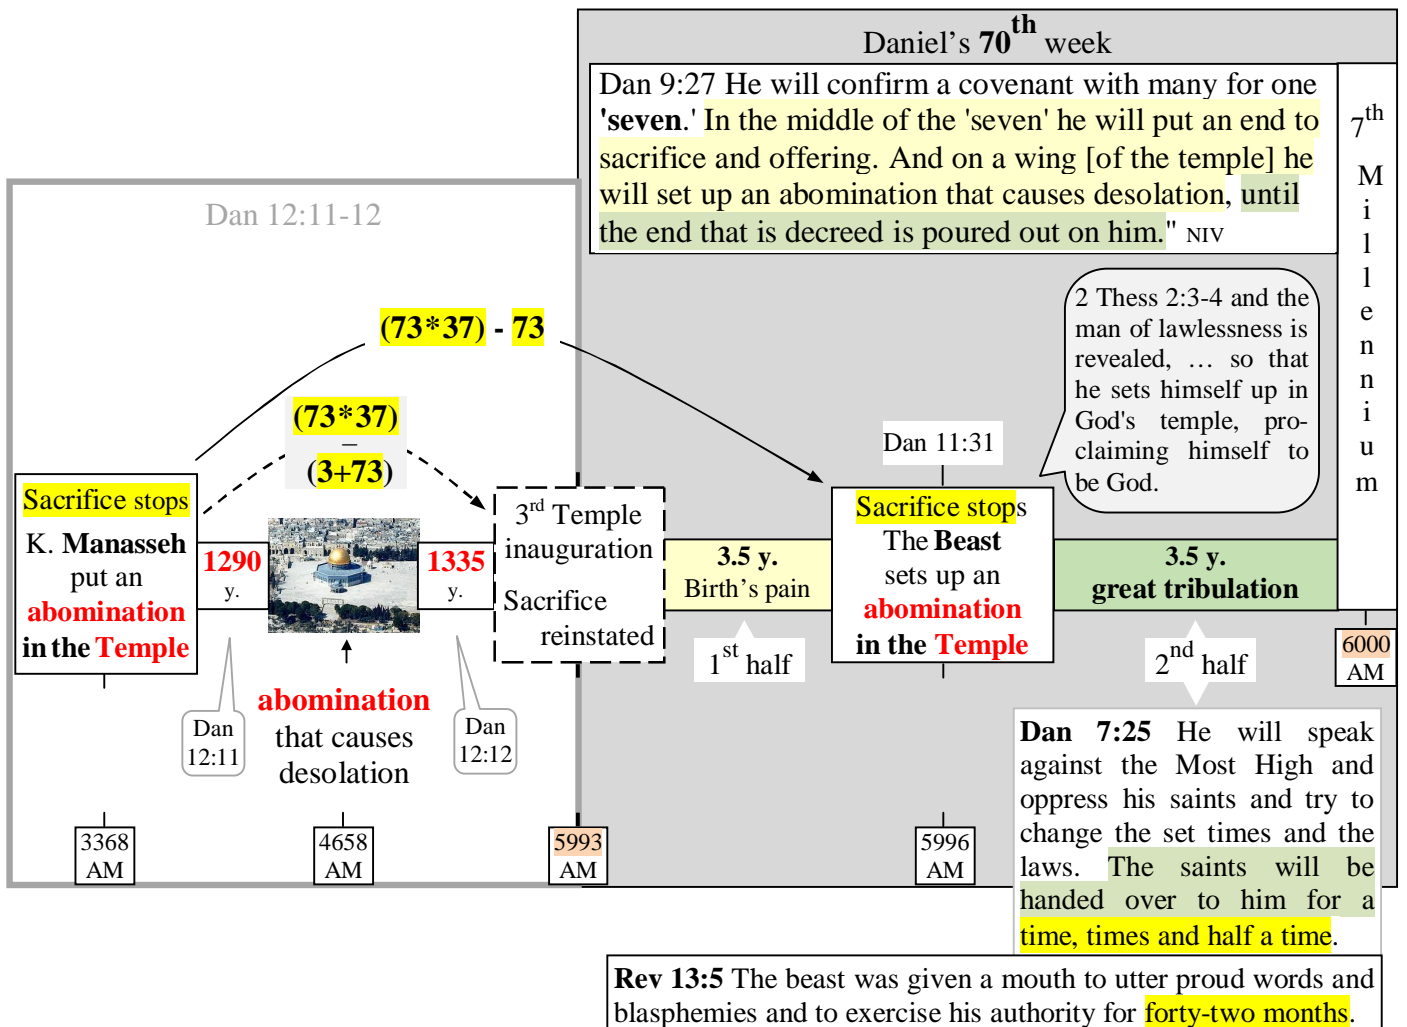 Daniel's 70th week
Dan 9:27 He will confirm a covenant with many for one
'seven.' In the middle of the 'seven' he will put an end to
sacrifice and offering. And on a wing [of the temple] he
will set up an abomination that causes desolation, until
the end that is decreed is poured out on him." NIV
7th
M
i
l
l
e
n
n
i
u
m
Dan 12:11-12
(73*37) - 73
(73*37)
–
(3+73)
2 Thess 2:3-4 and the
man of lawlessness is
revealed, … so that
he sets himself up in
God's temple, pro-
claiming himself to
be God.
Dan 11:31
Sacrifice stops
K. Manasseh
put an
abomination
in the Temple
1290
y.
1335
y.
3rd Temple
inauguration
Sacrifice
reinstated
3.5 y.
Birth's pain
Sacrifice stops
The Beast
sets up an
abomination
in the Temple
3.5 y.
great tribulation
1st half
2nd half
6000
AM
Dan
12:11
abomination
that causes
desolation
Dan
12:12
3368
AM
4658
AM
5993
AM
5996
AM
Dan 7:25 He will speak
against the Most High and
oppress his saints and try to
change the set times and the
laws. The saints will be
handed over to him for a
time, times and half a time.
Rev 13:5 The beast was given a mouth to utter proud words and
blasphemies and to exercise his authority for forty-two months.